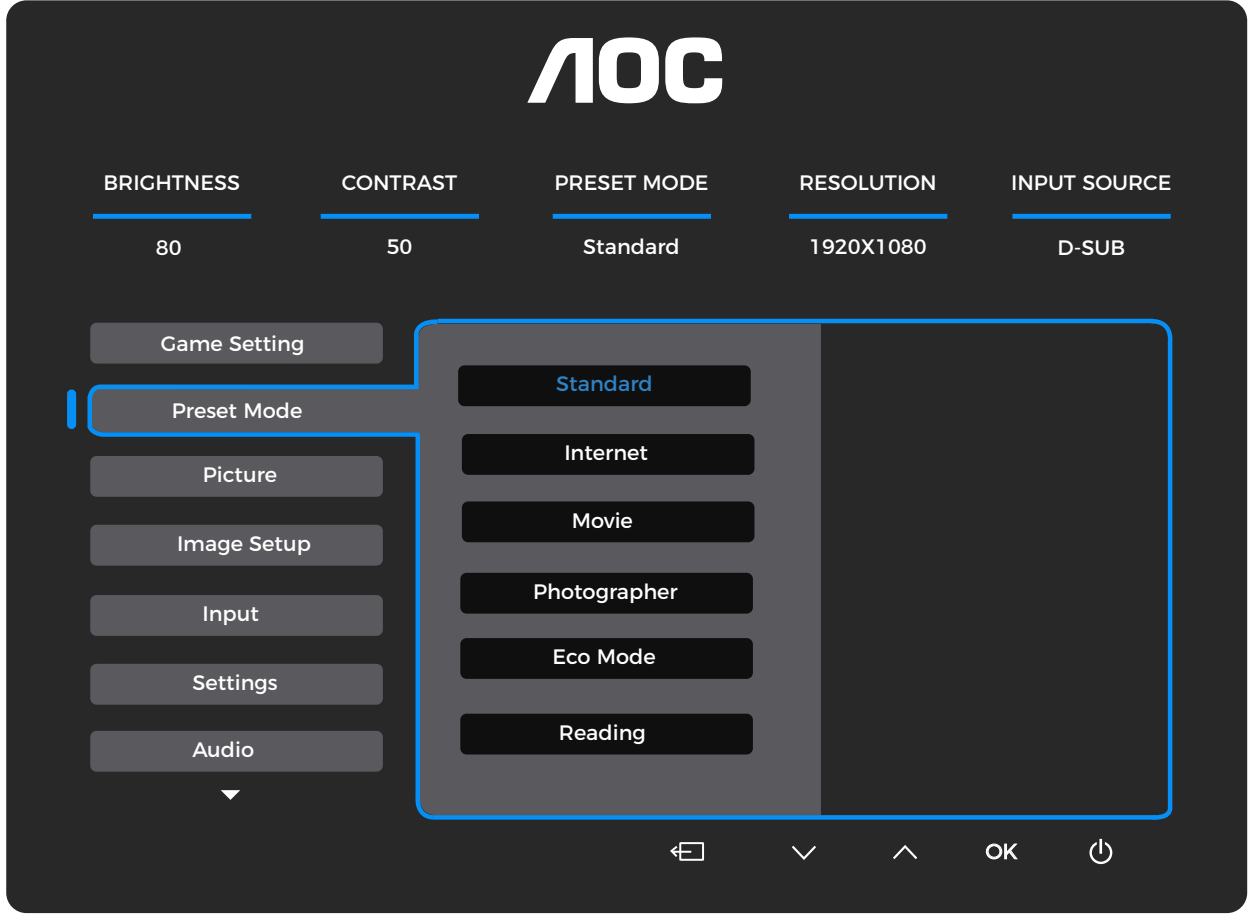 AOC
BRIGHTNESS CONTRAST PRESET MODE RESOLUTION INPUT SOURCE
80 50 Standard 1920X1080 D-SUB
Game Setting
Preset Mode
Picture
Image Setup
Input
Settings
Audio
Standard
Internet
Movie
Photographer
Eco Mode
Reading
OK